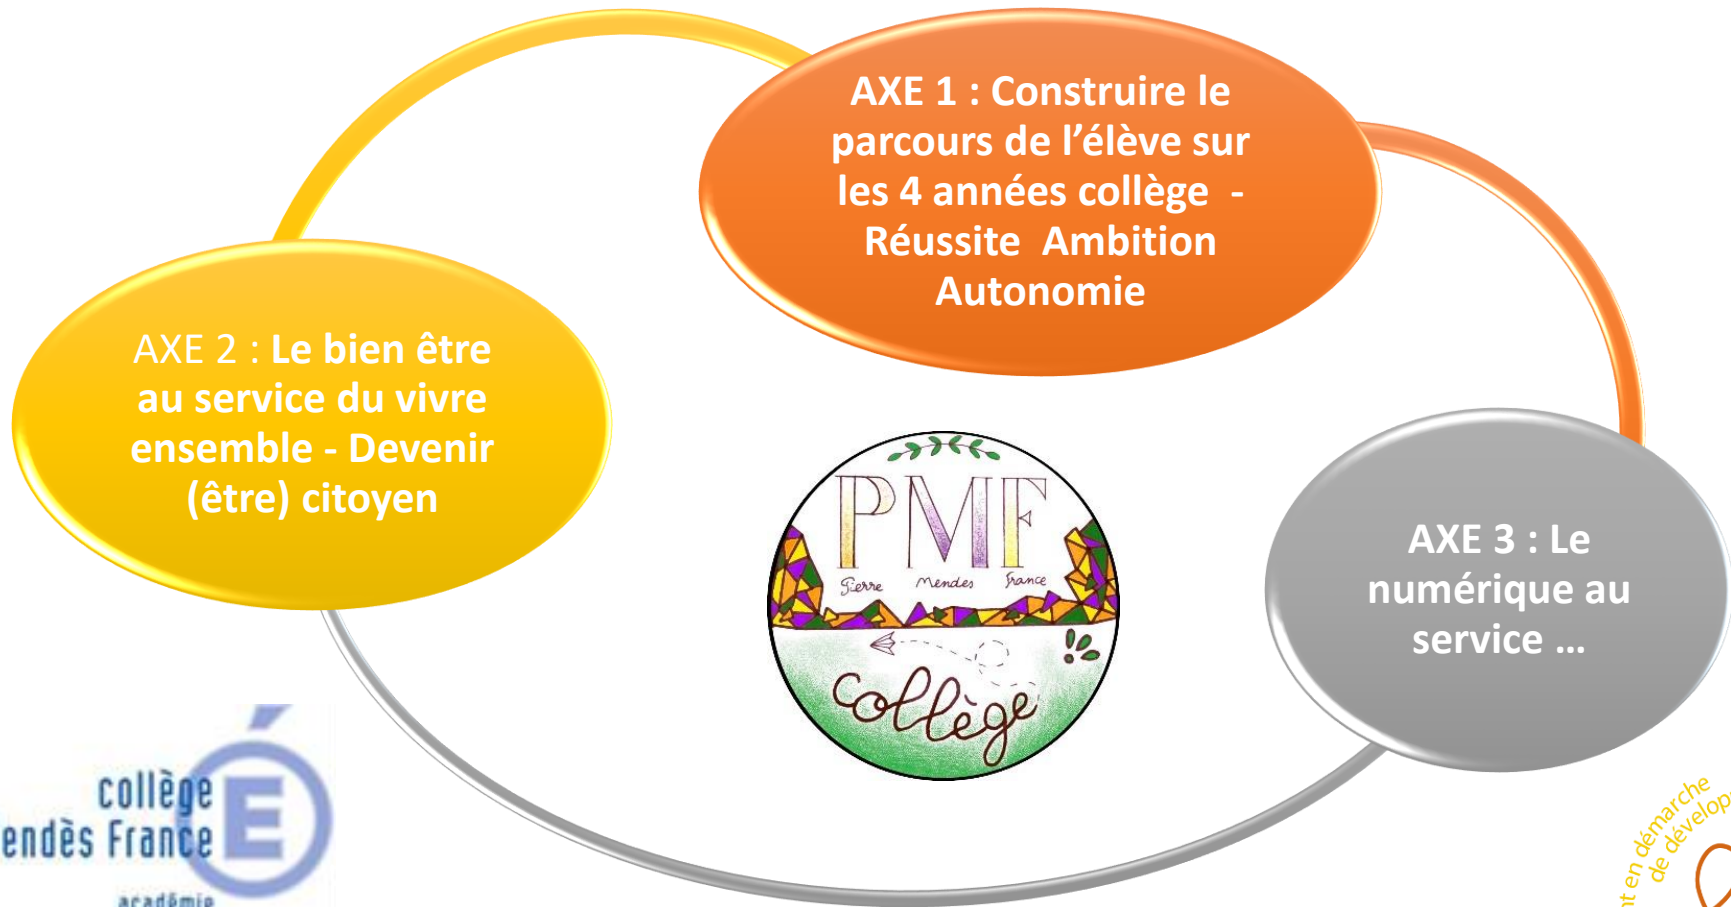 AXE 1 : Construire le
parcours de l’élève sur
les 4 années collège -
Réussite Ambition
Autonomie
AXE 2 : Le bien être
au service du vivre
ensemble - Devenir
(être) citoyen
AXE 3 : Le
numérique au
service ...
PMF
Pierre Mendes France
collège
collège
endès France
É
académie
nt en démarche
de dévelop